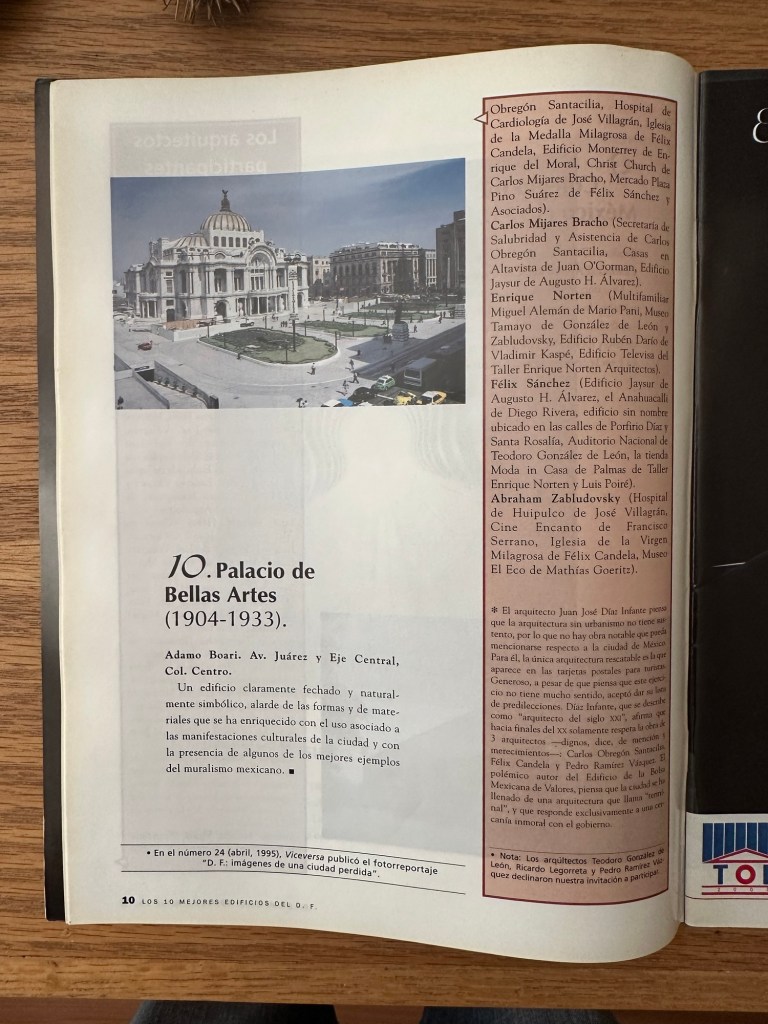 10. Palacio de
Bellas Artes
(1904-1933).
Adamo Boari. Av. Juárez y Eje Central,
Col. Centro.
Un edificio claramente fechado y natural-
mente simbólico, alarde de las formas y de mate-
riales que se ha enriquecido con el uso asociado a
las manifestaciones culturales de la ciudad y con
la presencia de algunos de los mejores ejemplos
del muralismo mexicano. ■
• En el número 24 (abril, 1995), Viceversa publicó el fotorreportaje
"D. F.: imágenes de una ciudad perdida".
10 LOS 10 MEJORES EDIFICIOS DEL D. F.
Obregón Santacilia, Hospital de
Cardiología de José Villagrán, Iglesia
de la Medalla Milagrosa de Félix
Candela, Edificio Monterrey de En-
rique del Moral, Christ Church de
Carlos Mijares Bracho, Mercado Plaza
Pino Suárez de Félix Sánchez y
Asociados).
Carlos Mijares Bracho (Secretaría de
Salubridad y Asistencia de Carlos
Obregón Santacilia, Casas en
Altavista de Juan O'Gorman, Edificio
Jaysur de Augusto H. Álvarez).
Enrique Norten (Multifamiliar
Miguel Alemán de Mario Pani, Museo
Tamayo de González de León y
Zabludovsky, Edificio Rubén Darío de
Vladimir Kaspé, Edificio Televisa del
Taller Enrique Norten Arquitectos).
Félix Sánchez (Edificio Jaysur de
Augusto H. Álvarez, el Anahuacalli
de Diego Rivera, edificio sin nombre
ubicado en las calles de Porfirio Díaz y
Santa Rosalía, Auditorio Nacional de
Teodoro González de León, la tienda
Moda in Casa de Palmas de Taller
Enrique Norten y Luis Poiré).
Abraham Zabludovsky (Hospital
de Huipulco de José Villagrán,
Cine Encanto de Francisco
Serrano, Iglesia de la Virgen
Milagrosa de Félix Candela, Museo
El Eco de Mathías Goeritz).
* El arquitecto Juan José Díaz Infante piensa
que la arquitectura sin urbanismo no tiene sus-
tento, por lo que no hay obra notable que pueda
mencionarse respecto a la ciudad de México
Para él, la única arquitectura rescatable es la que
aparece en las tarjetas postales para turistas.
Generoso, a pesar de que piensa que este ejerci-
cio no tiene mucho sentido, aceptó dar su lista
de predilecciones. Díaz Infante, que se describe
como "arquitecto del siglo XXI", afirma que
hacia finales del XX solamente respeta la obra de
3 arquitectos —dignos, dice, de mención y
merecimientos—: Carlos Obregón Santacilia,
Félix Candela y Pedro Ramírez Vázquez. El
polémico autor del Edificio de la Bolsa
Mexicana de Valores, piensa que la ciudad se ha
llenado de una arquitectura que llama "termi-
nal", y que responde exclusivamente a una cer-
canía inmoral con el gobierno.
• Nota: Los arquitectos Teodoro González de
León, Ricardo Legorreta y Pedro Ramírez Váz-
quez declinaron nuestra invitación a participar.